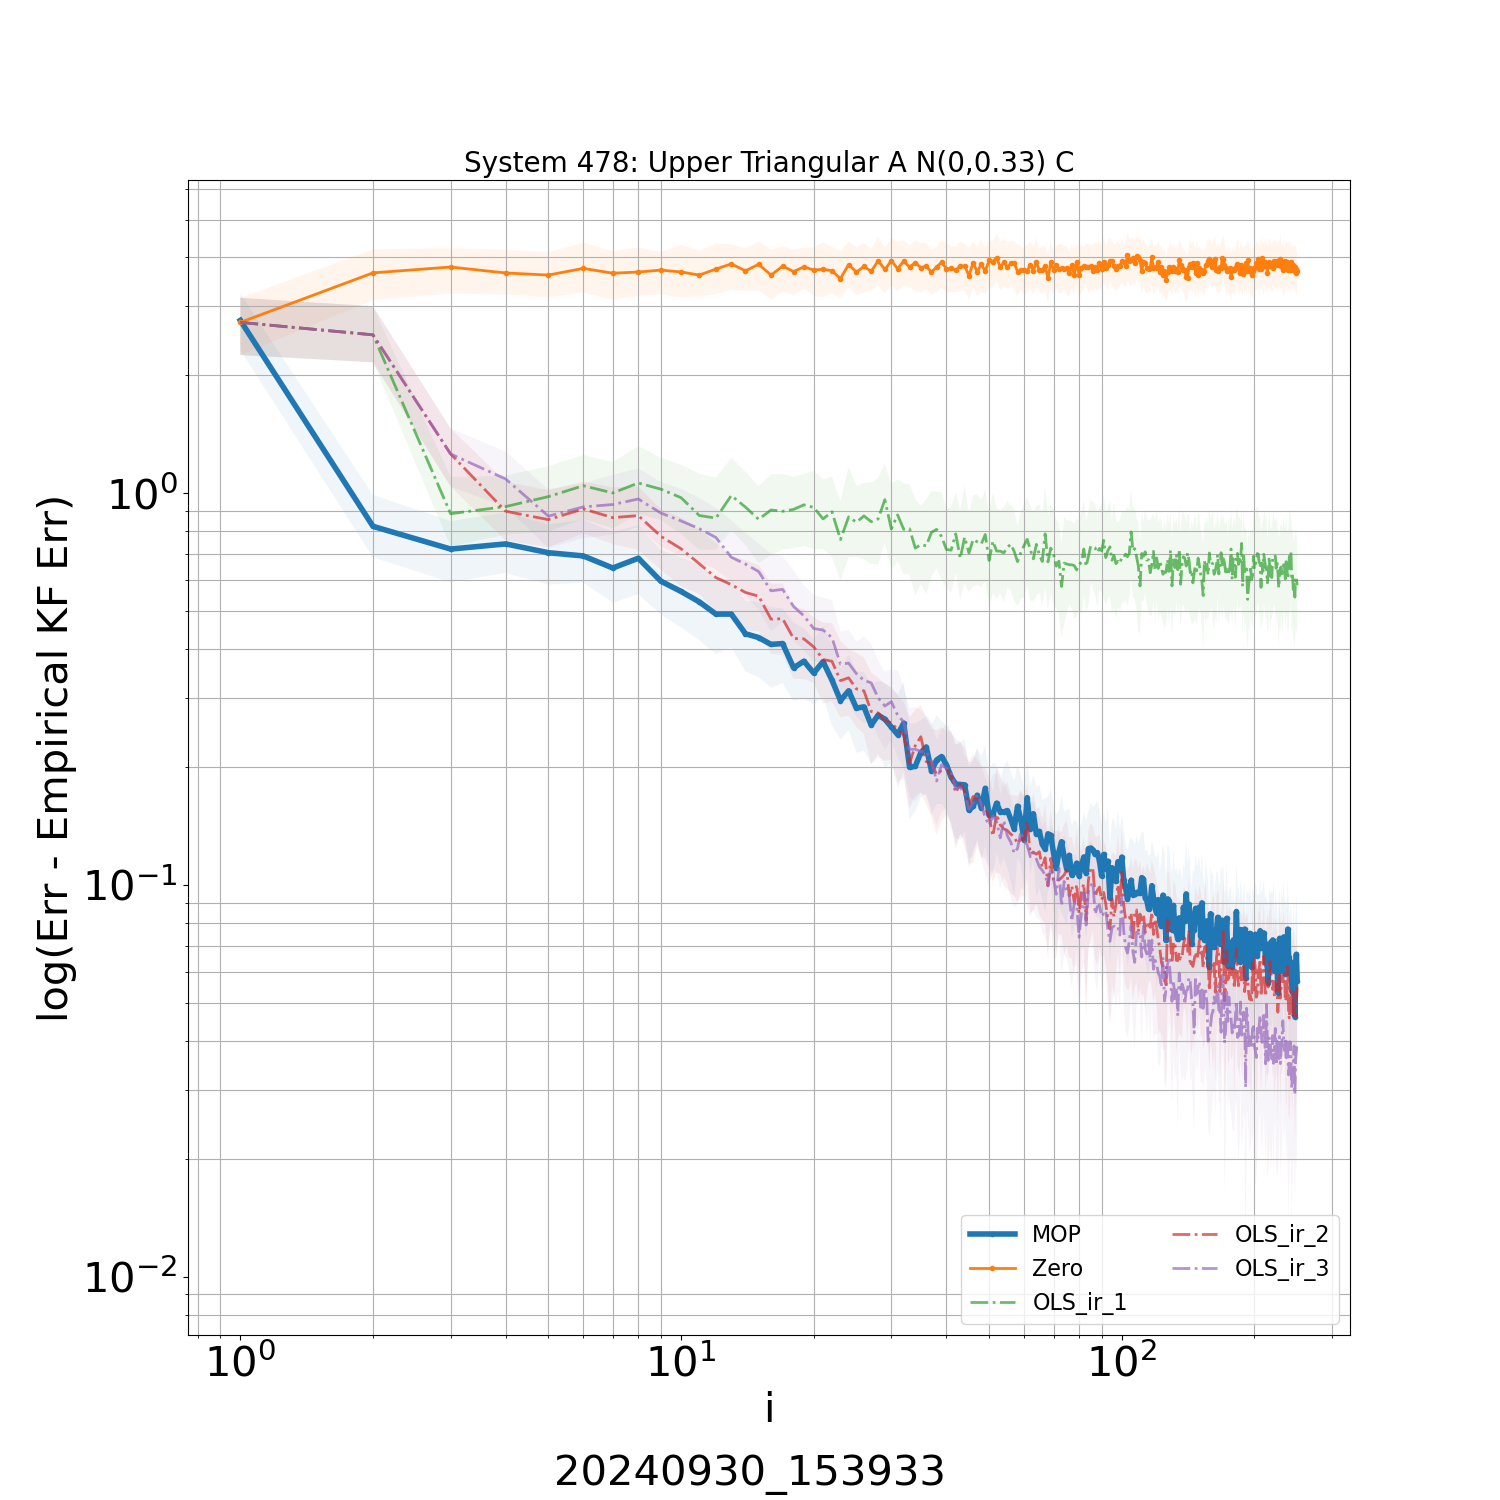 System 478: Upper Triangular A N(0,0.33) C
log(Err - Empirical KF Err)
10⁰
10⁻¹
10⁻²
MOP
Zero
OLS_ir_1
OLS_ir_2
OLS_ir_3
10⁰ 10¹ 10²
i
20240930_153933